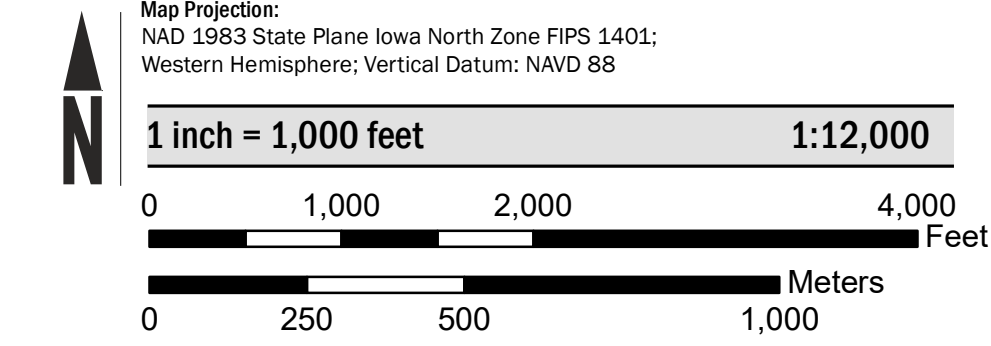 Map Projection:
NAD 1983 State Plane Iowa North Zone FIPS 1401;
Western Hemisphere; Vertical Datum: NAVD 88
N
1 inch = 1,000 feet 1:12,000
0 1,000 2,000 4,000
Feet
Meters
0 250 500 1,000